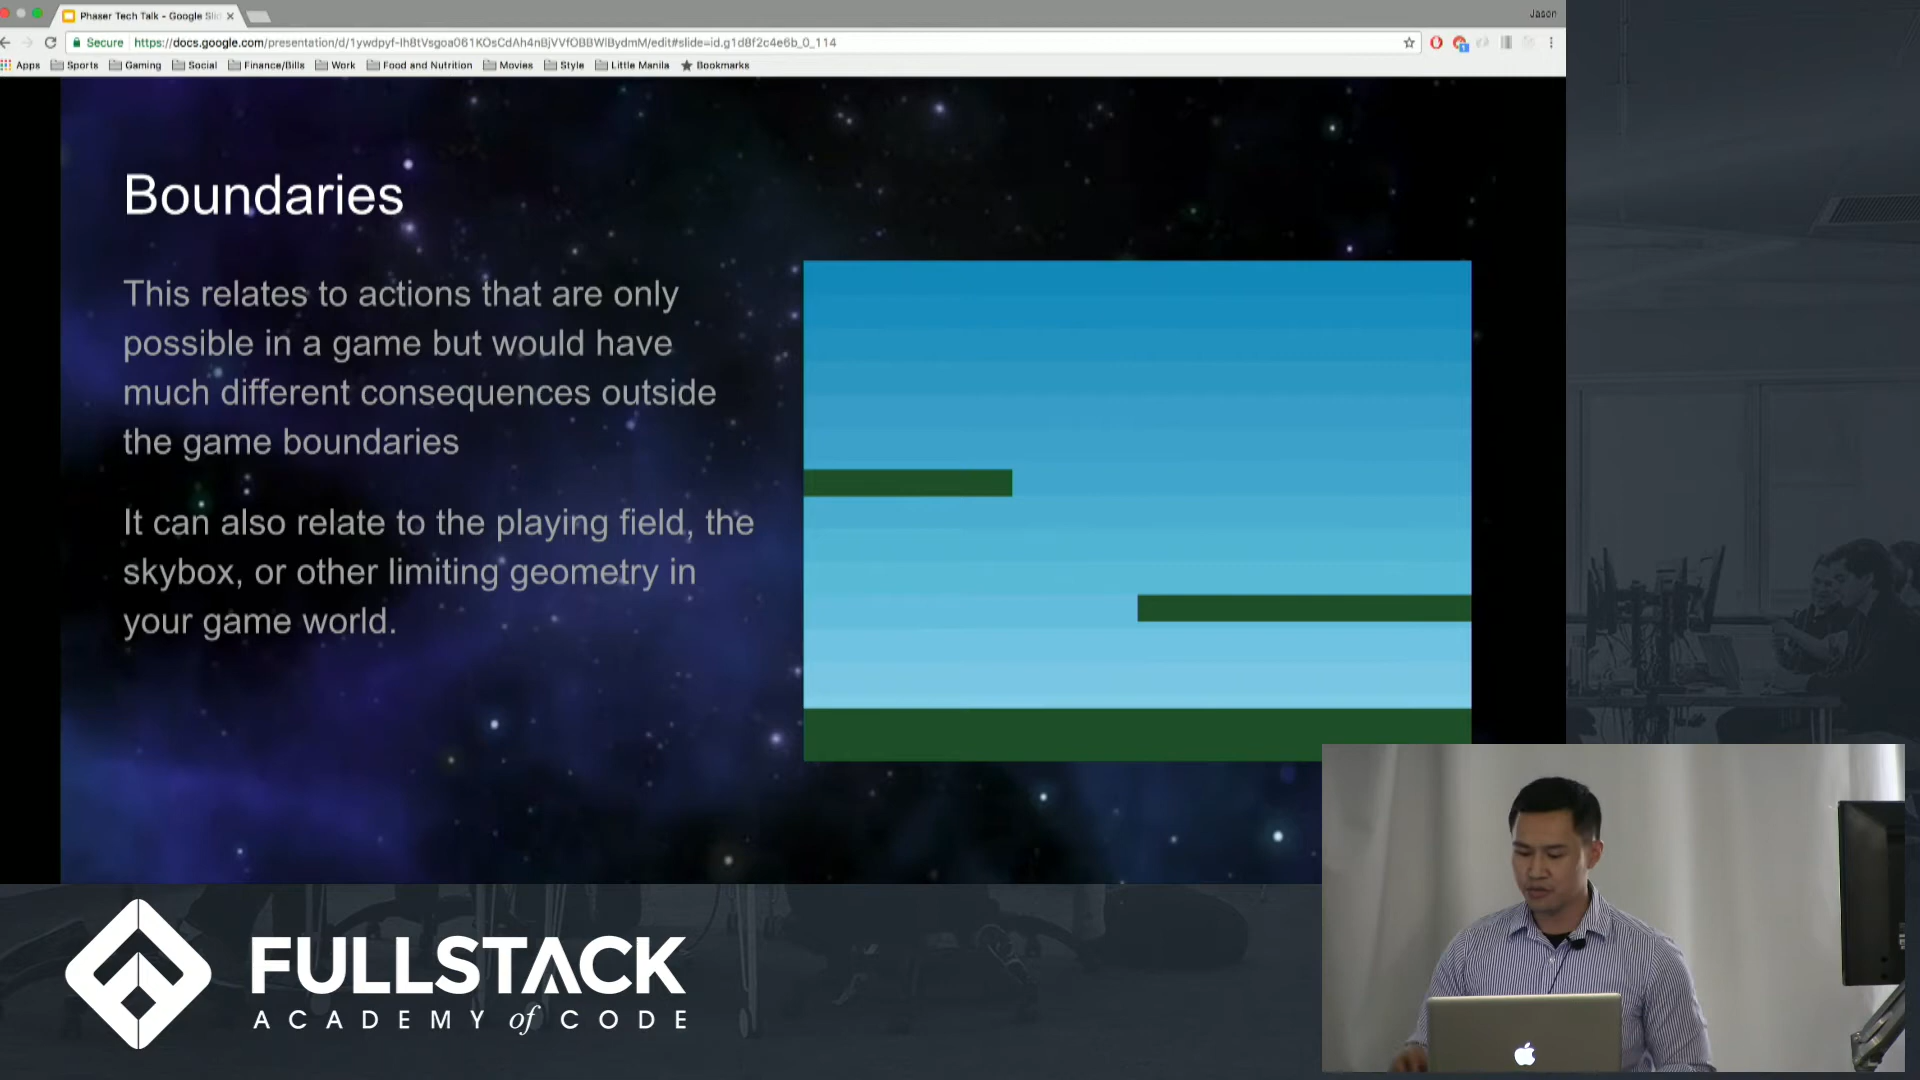 Phaser Tech Talk - Google Sli
Jason
Secure https://docs.google.com/presentation/d/1ywdpyf-Ih8tVsgoa061KOsCdAh4nBjVVfOBBWlBydmM/edit#slide=id.g1d8f2c4e6b_0_114
Apps Sports Gaming Social Finance/Bills Work Food and Nutrition Movies Style Little Manila Bookmarks
Boundaries
This relates to actions that are only
possible in a game but would have
much different consequences outside
the game boundaries
It can also relate to the playing field, the
skybox, or other limiting geometry in
your game world.
FULLSTACK
ACADEMY of CODE